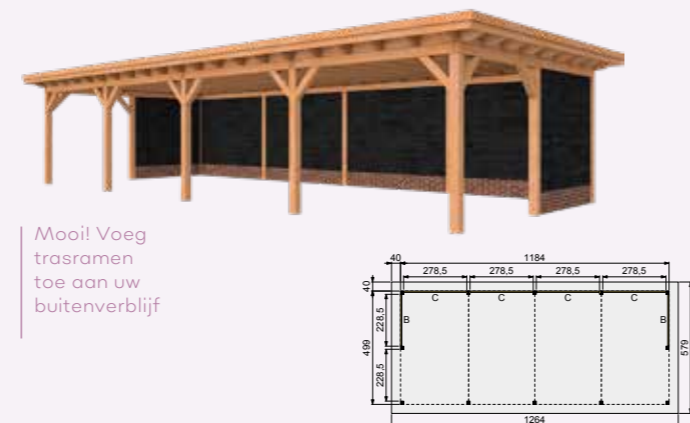 Mooi! Voeg
trasramen
toe aan uw
buitenverblijf
40 1184
278,5 278,5 278,5 278,5
40
C C C C
228,5
B B
499
579
228,5
1264